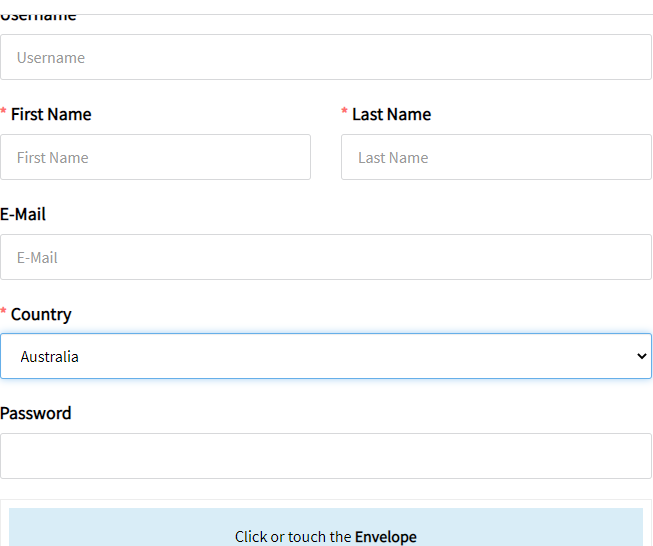 Username
Username
* First Name * Last Name
First Name Last Name
E-Mail
E-Mail
* Country
Australia
Password
Click or touch the Envelope